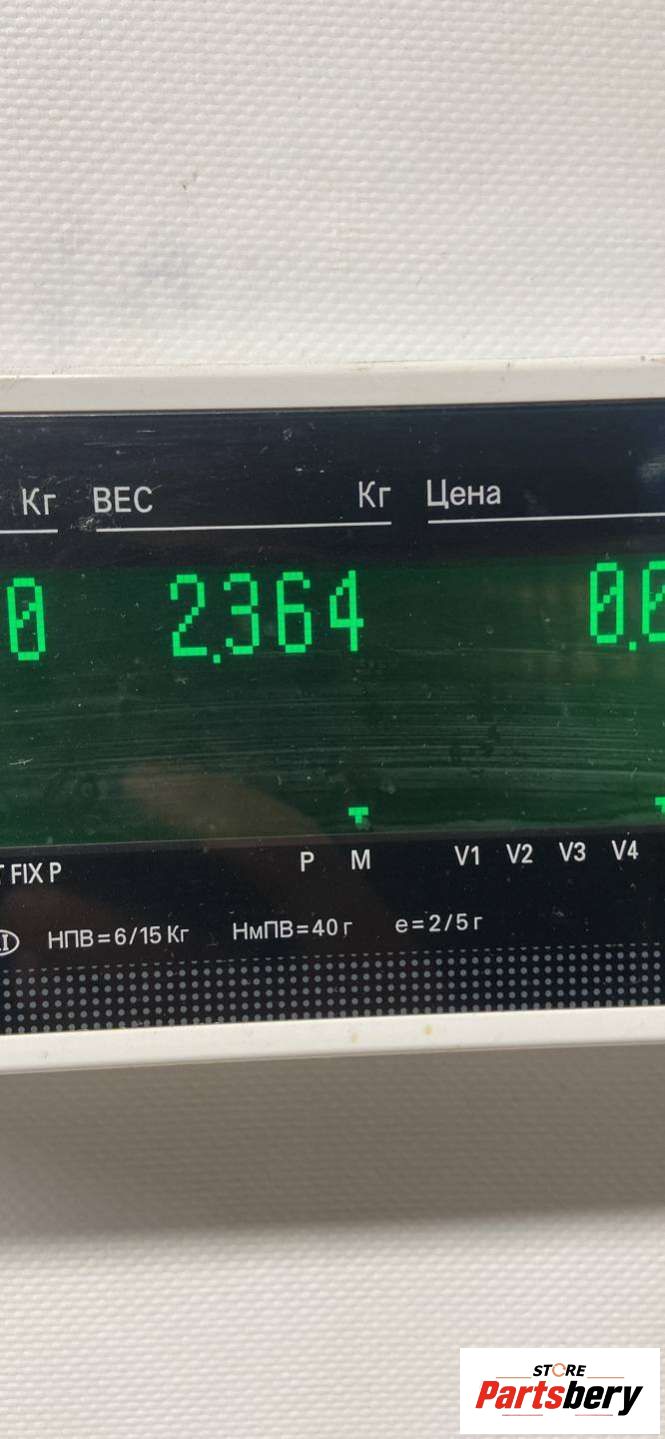 Кг ВЕС Кг Цена
0 2.364 0.0
T FIX P P M V1 V2 V3 V4
НПВ=6/15 Кг НмПВ=40 г e=2/5 г
STORE
Partsbery